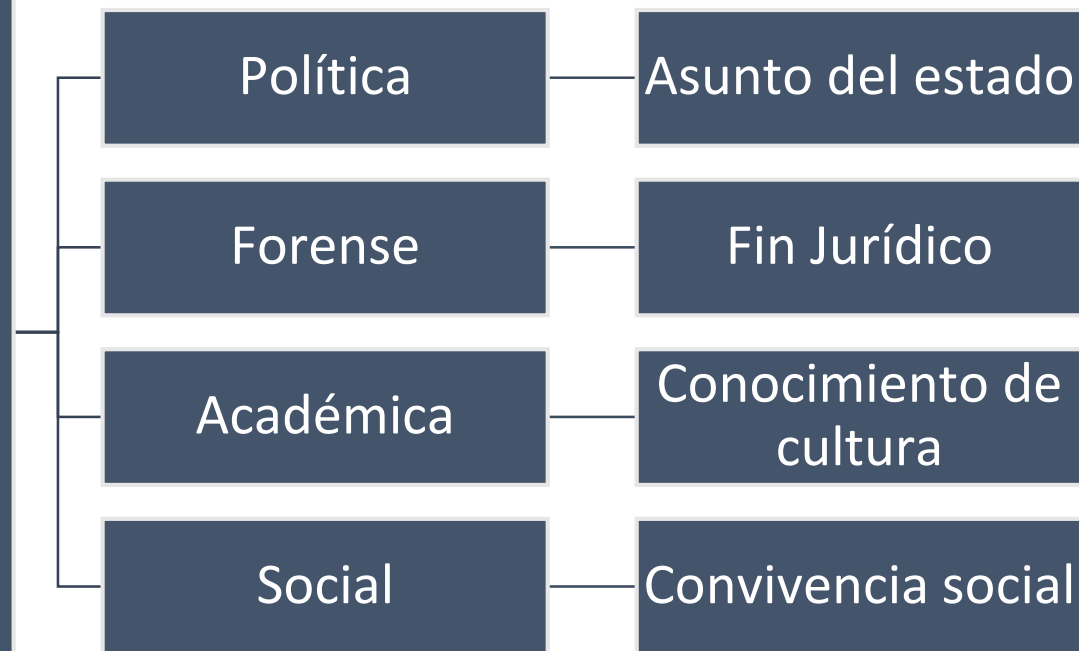 Política
Asunto del estado
Forense
Fin Jurídico
Académica
Conocimiento de
cultura
Social
Convivencia social